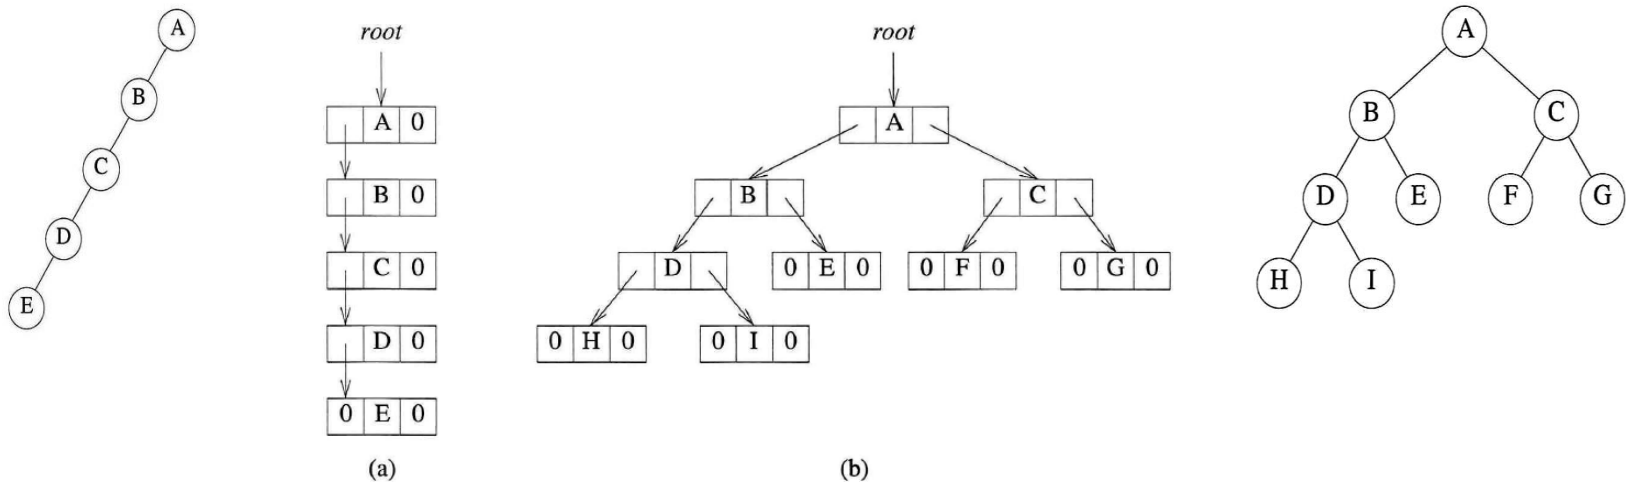 A
B
C
D
E
root
A 0
B 0
C 0
D 0
0 E 0
(a)
root
A
B C
D 0 E 0 0 F 0 0 G 0
0 H 0 0 I 0
(b)
A
B C
D E F G
H I